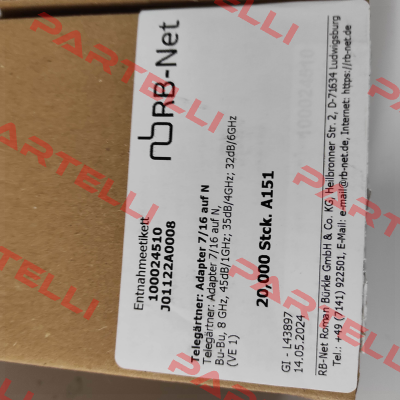 RB-Net
Entnahmeetikett
100024510
J01122A0008
Telegärtner: Adapter 7/16 auf N
Telegärtner: Adapter 7/16 auf N,
Bu-Bu, 8 GHz, 45dB/1GHz; 35dB/4GHz; 32dB/6GHz
(VE 1)
20,000 Stck. A151
GI - L43897
14.05.2024
RB-Net Roman Bürkle GmbH & Co. KG, Heilbronner Str. 2, D-71634 Ludwigsburg
Tel.: +49 (7141) 922501, E-Mail: e-mail@rb-net.de, Internet: https://rb-net.de
100024510
PARTELLI
PARTELLI
PARTELLI
PARTELLI